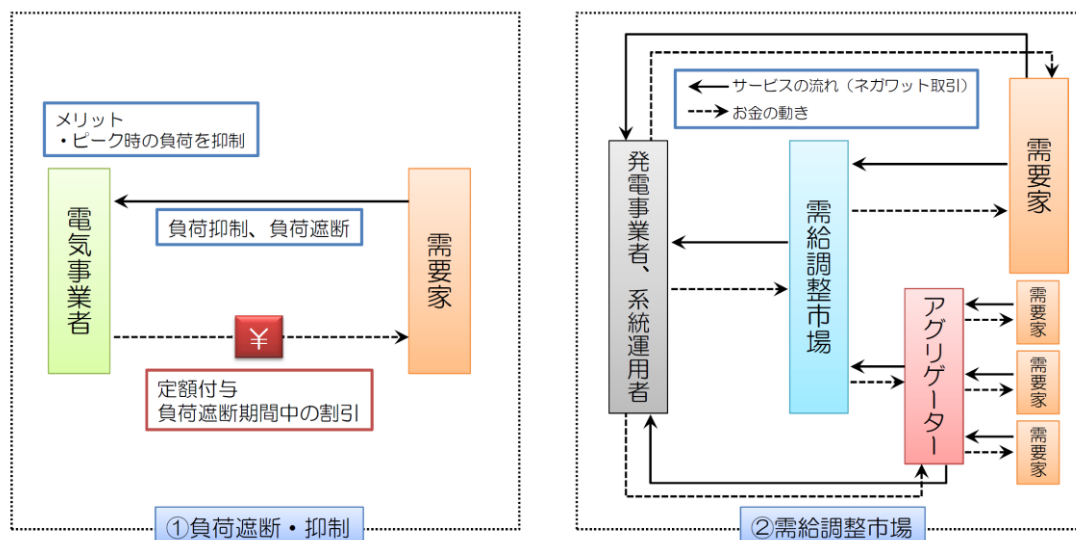 メリット
・ピーク時の負荷を抑制
電気事業者
負荷抑制、負荷遮断
需要家
¥
定額付与
負荷遮断期間中の割引
①負荷遮断・抑制
サービスの流れ（ネガワット取引）
お金の動き
発電事業者、系統運用者
需給調整市場
需要家
アグリゲーター
需要家
需要家
需要家
②需給調整市場